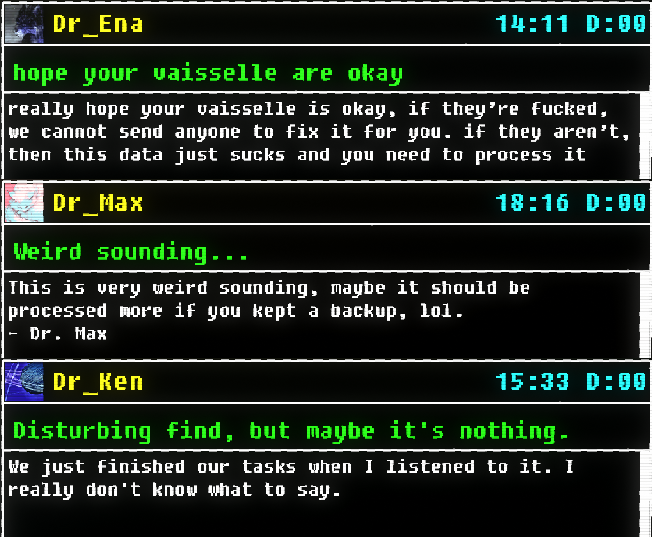 Dr_Ena 14:11 D:00
hope your vaisselle are okay
really hope your vaisselle is okay, if they're fucked,
we cannot send anyone to fix it for you. if they aren't,
then this data just sucks and you need to process it
Dr_Max 18:16 D:00
Weird sounding...
This is very weird sounding, maybe it should be
processed more if you kept a backup, lol.
- Dr. Max
Dr_Ken 15:33 D:00
Disturbing find, but maybe it's nothing.
We just finished our tasks when I listened to it. I
really don't know what to say.